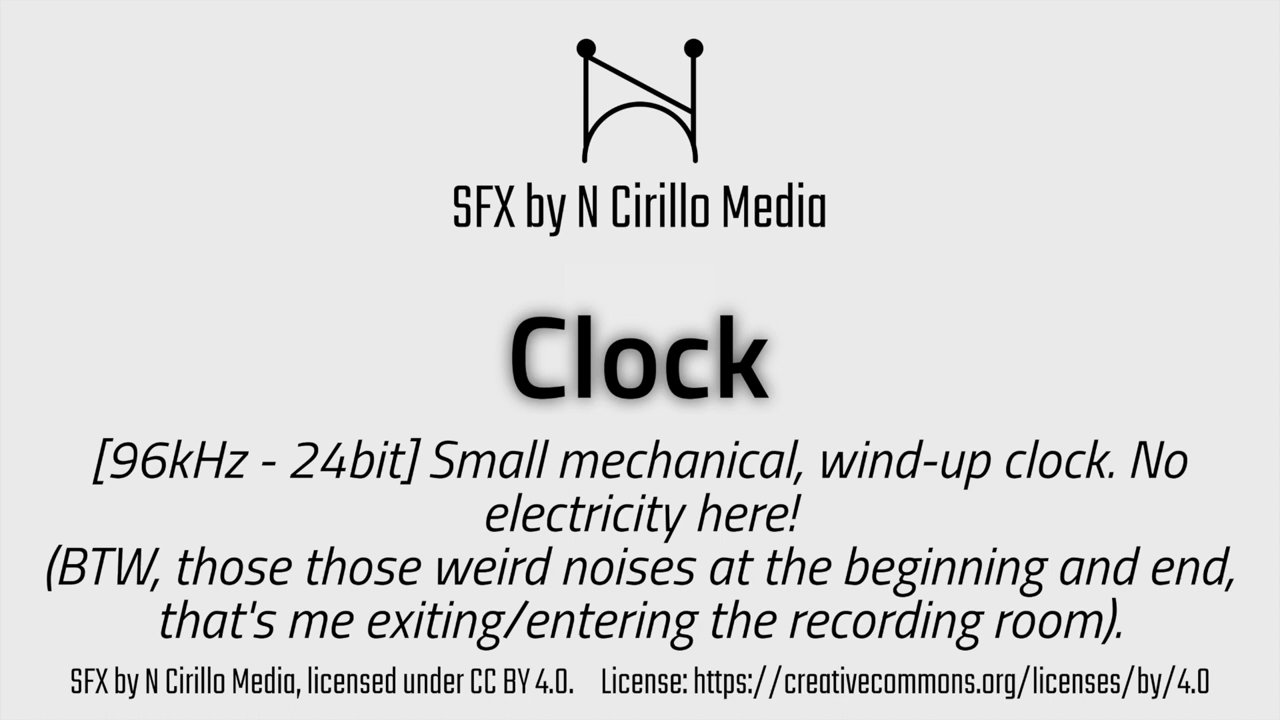 SFX by N Cirillo Media
Clock
[96kHz - 24bit] Small mechanical, wind-up clock. No
electricity here!
(BTW, those those weird noises at the beginning and end,
that's me exiting/entering the recording room).
SFX by N Cirillo Media, licensed under CC BY 4.0. License: https://creativecommons.org/licenses/by/4.0